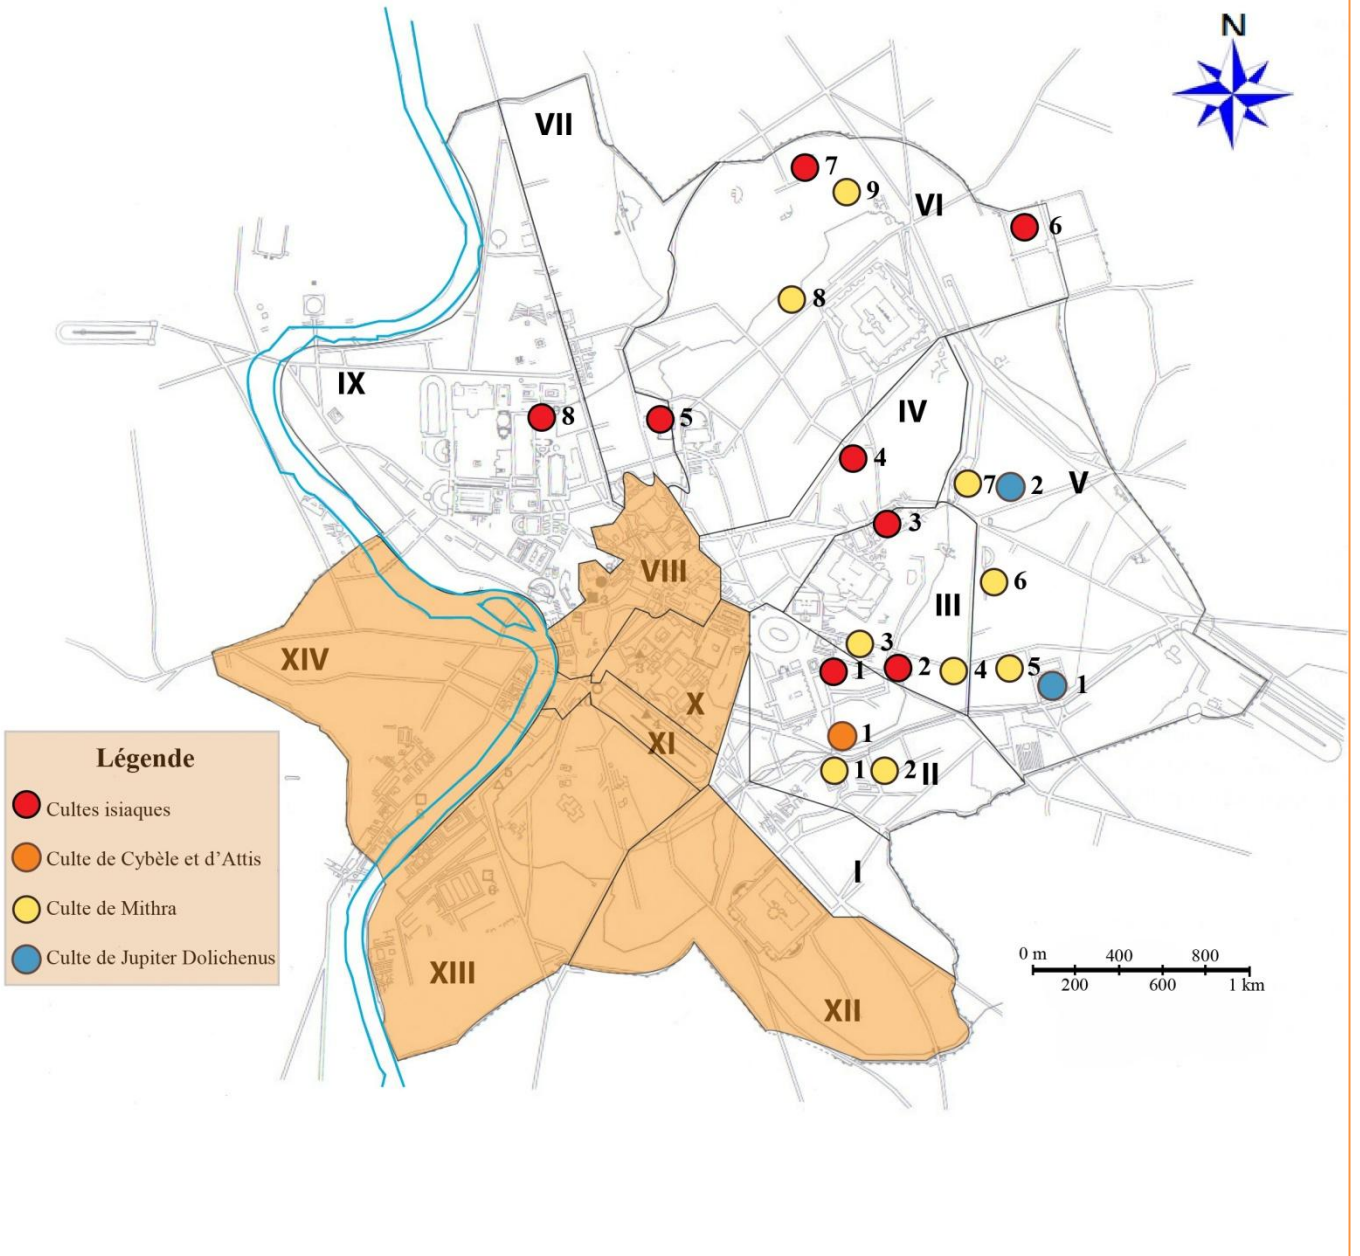 N
VII
7
9
VI
6
8
IX
8
5
IV
4
7
2
V
3
VIII
6
III
XIV
3
1
2
4
5
1
X
1
XI
1
2
II
Légende
Cultes isiaques
Culte de Cybèle et d'Attis
Culte de Mithra
Culte de Jupiter Dolichenus
I
XIII
XII
0 m 400 800
200 600 1 km